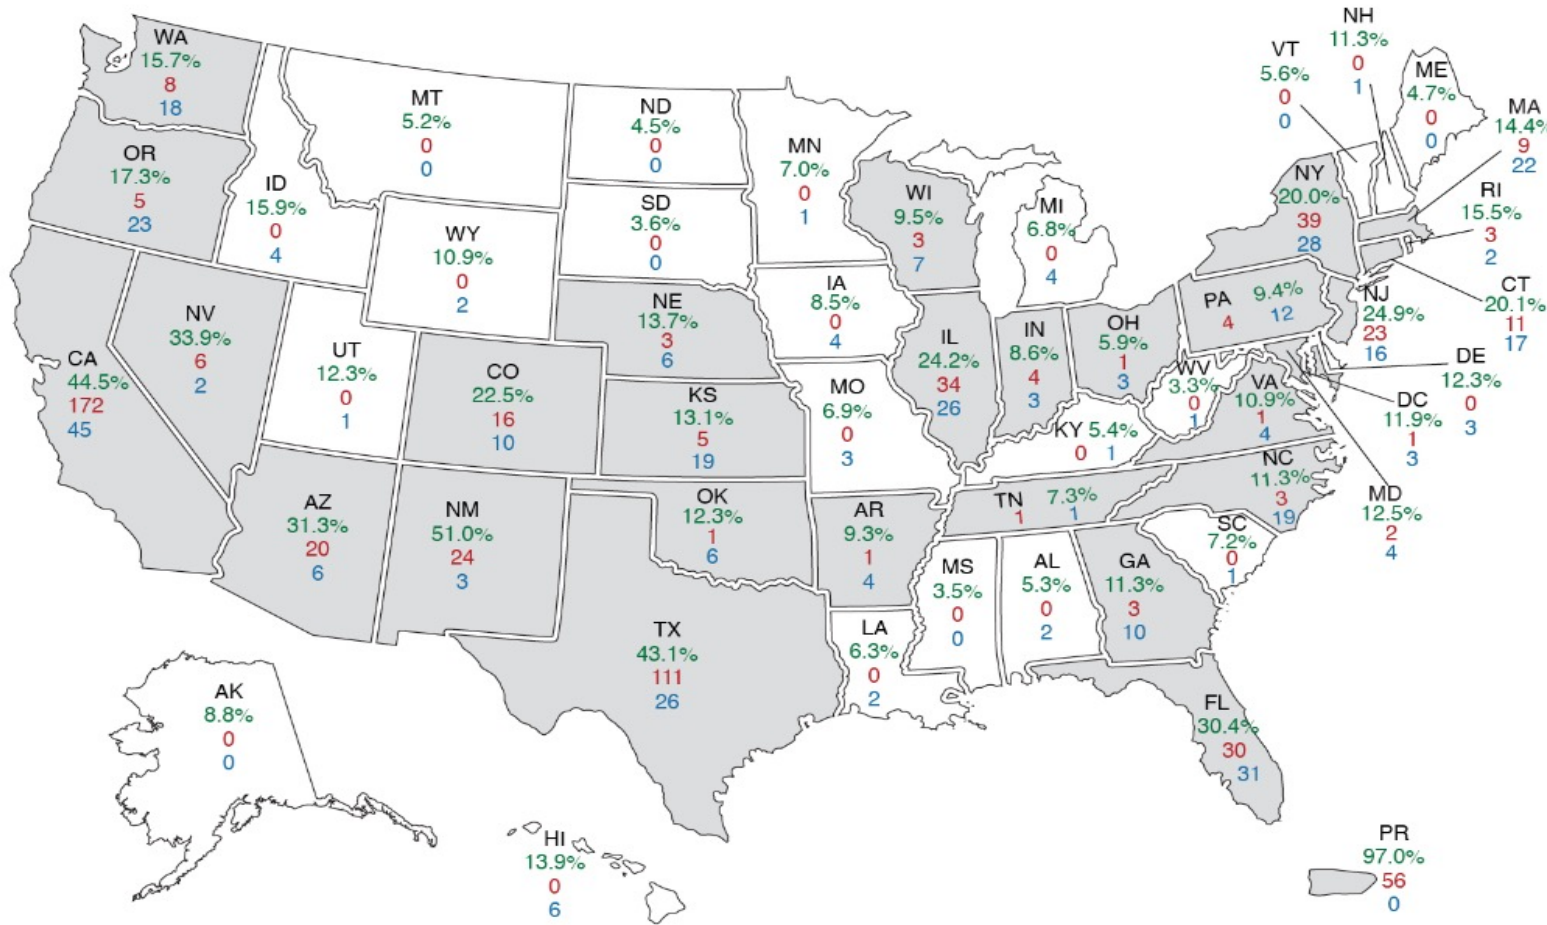 WA
15.7%
8
18
OR
17.3%
5
23
CA
44.5%
172
45
NV
33.9%
6
2
ID
15.9%
0
4
MT
5.2%
0
0
WY
10.9%
0
2
UT
12.3%
0
1
CO
22.5%
16
10
AZ
31.3%
20
6
NM
51.0%
24
3
ND
4.5%
0
0
SD
3.6%
0
0
NE
13.7%
3
6
KS
13.1%
5
19
OK
12.3%
1
6
TX
43.1%
111
26
MN
7.0%
0
1
IA
8.5%
0
4
MO
6.9%
0
3
AR
9.3%
1
4
LA
6.3%
0
2
WI
9.5%
3
7
IL
24.2%
34
26
MI
6.8%
0
4
IN
8.6%
4
3
OH
5.9%
1
3
KY 5.4%
0 1
TN 7.3%
1 1
MS
3.5%
0
0
AL
5.3%
0
2
GA
11.3%
3
10
FL
30.4%
30
31
SC
7.2%
0
1
NC
11.3%
3
19
VA
10.9%
1
4
WV
3.3%
0
1
PA 9.4%
4 12
NY
20.0%
39
28
VT
5.6%
0
0
NH
11.3%
0
1
ME
4.7%
0
0
MA
14.4%
9
22
RI
15.5%
3
2
CT
20.1%
11
17
NJ
24.9%
23
16
DE
12.3%
0
3
DC
11.9%
1
3
MD
12.5%
2
4
AK
8.8%
0
0
HI
13.9%
0
6
PR
97.0%
56
0